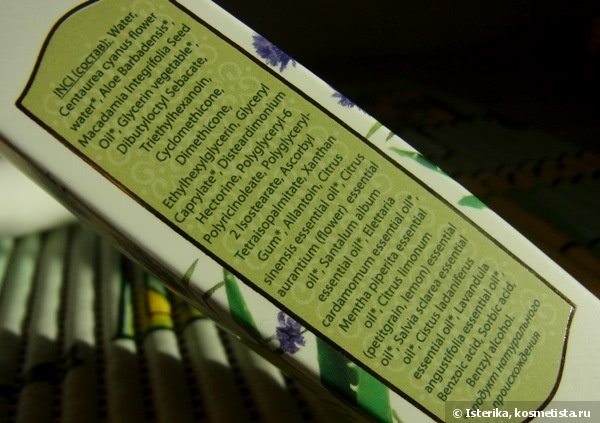 INCI (состав): Water,
Centaurea cyanus flower
water*, Aloe Barbadensis*,
Macadamia Integrifolia Seed
Oil*, Glycerin vegetable*,
Dibutyloctyl Sebacate,
Triethylhexanoin,
Cyclomethicone,
Dimethicone,
Ethylhexylglycerin, Glyceryl
Caprylate*, Disteardimonium
Hectorine, Polyglyceryl-6
Polyricinoleate, Polyglyceryl-
2 Isostearate, Ascorbyl
Tetraisopalmitate, Xanthan
Gum*, Allantoin, Citrus
sinensis essential oil*, Citrus
aurantium (flower) essential
oil*, Santalum album
essential oil*, Elettaria
cardamomum essential oil*,
Mentha piperita essential
oil*, Citrus limonum
(petitgrain, lemon) essential
oil*, Salvia sclarea essential
oil*, Cistus ladaniferus
essential oil*, Lavandula
angustifolia essential oil*,
Benzoic acid, Sorbic acid,
Benzyl alcohol.
продукт натурального
происхождения
© Isterika, kosmetista.ru